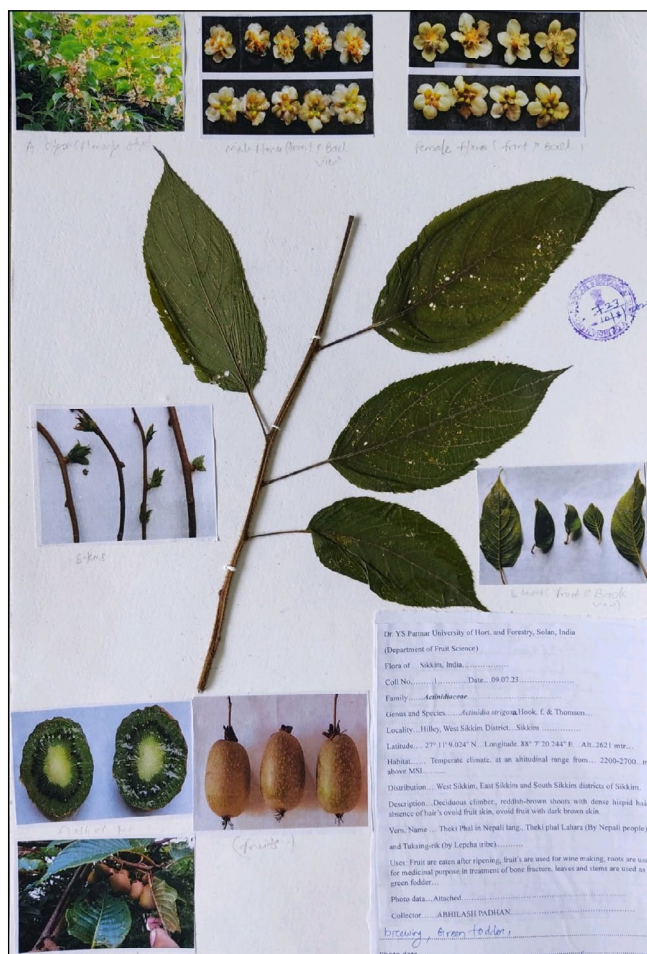 male flower (front & Back
view)
female flower (front & Back
(fruits)
Dr. YS Parmar University of Hort. and Forestry, Solan, India
(Department of Fruit Science)
Flora of Sikkim, India
Coll No. 1 Date 09.07.23
Family Actinidiaceae
Genus and Species Actinidia strigosa Hook. f. & Thomson
Locality Hilley, West Sikkim District Sikkim
Latitude 27° 11' 9.024" N Longitude 88° 7' 20.244" E Alt. 2621 mtr
Habitat Temperate climate, at an altitudinal range from 2200-2700 m
above MSL
Distribution West Sikkim, East Sikkim and South Sikkim districts of Sikkim.
Description Deciduous climber, reddish-brown shoots with dense hispid hair
absence of hair's ovoid fruit skin, ovoid fruit with dark brown skin.
Vern. Name Theki Phal in Nepali lang. Theki phal Lahara (By Nepali people)
and Tuksing-rik (by Lepcha tribe)
Uses: Fruit are eaten after ripening, fruit's are used for wine making, roots are use
for medicinal purpose in treatment of bone fracture, leaves and stems are used as
green fodder
Photo data Attached
Collector ABHILASH PADHAN
brewing, Green fodder,
Photo data